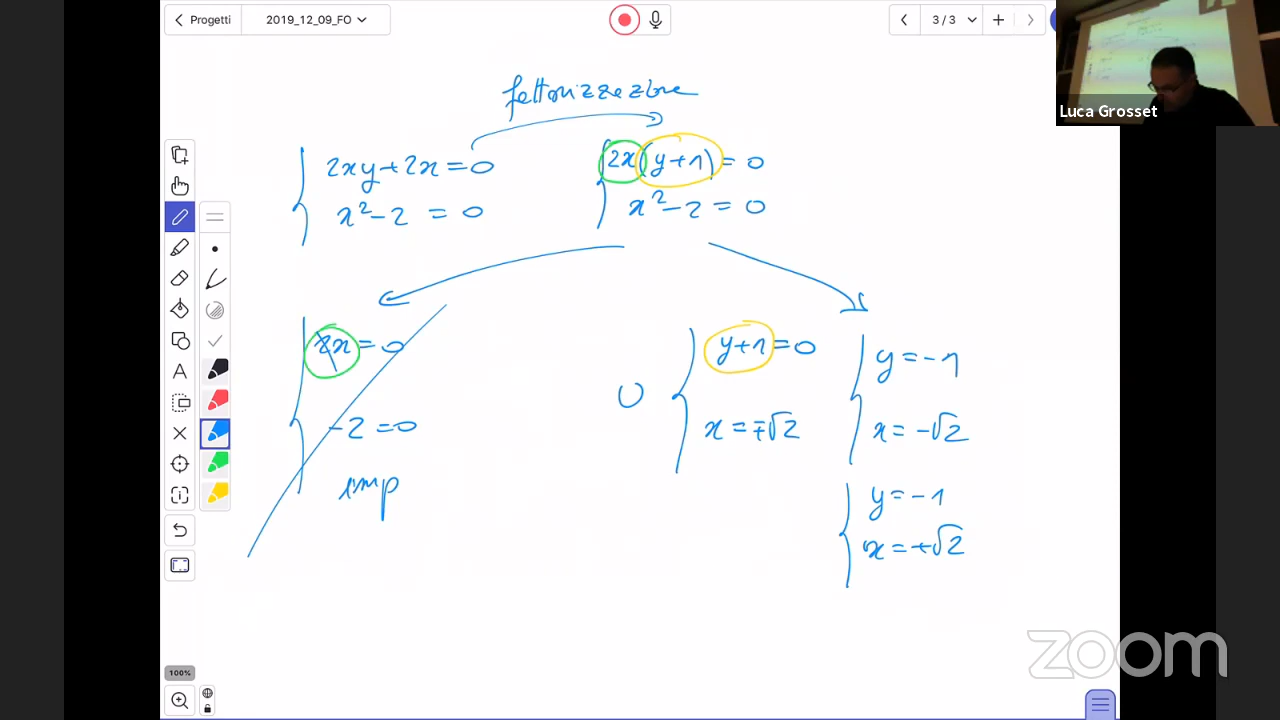 Progetti
2019_12_09_FO
3/3
Luca Grosset
fattorizzazione
2xy+2x=0
x²-2 = 0
2x(y+1)=0
x²-2=0
2x=0
-2=0
imp
U
y+1=0
x=∓√2
y=-1
x=-√2
y=-1
x=+√2
100%
zoom